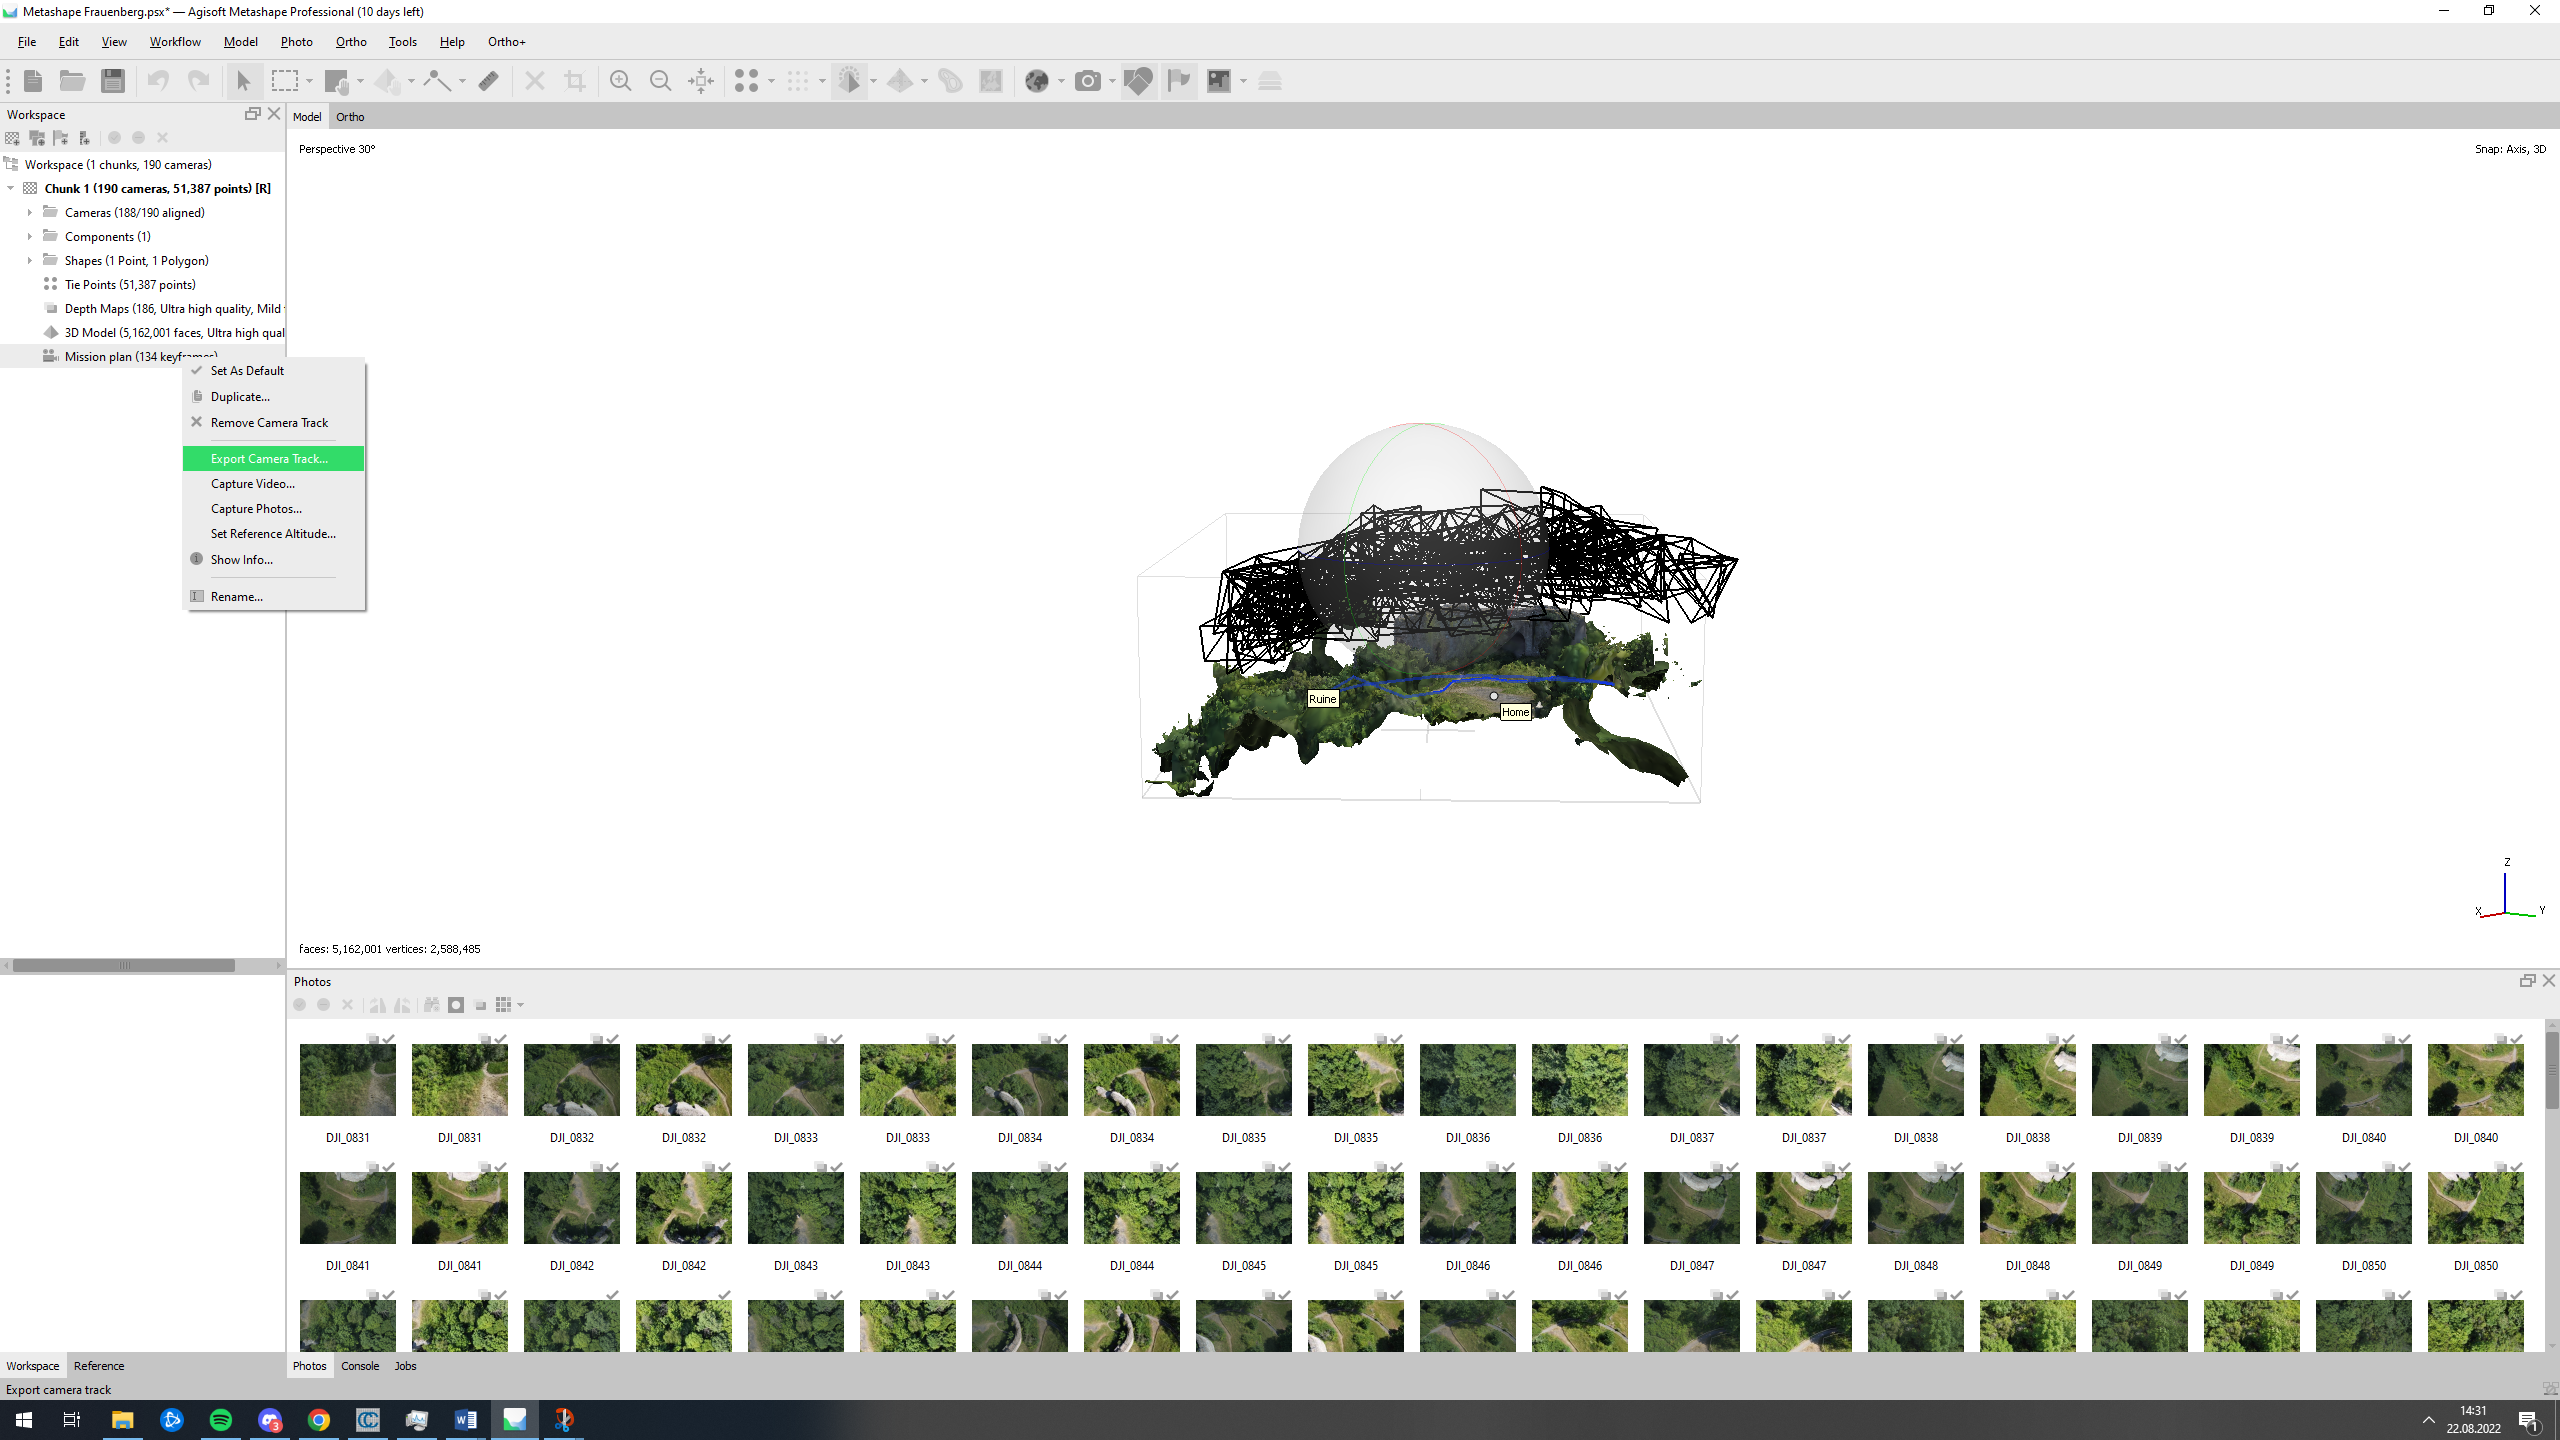 Metashape Frauenberg.psx* — Agisoft Metashape Professional (10 days left)
File Edit View Workflow Model Photo Ortho Tools Help Ortho+
Workspace
Workspace (1 chunks, 190 cameras)
Chunk 1 (190 cameras, 51,387 points) [R]
Cameras (188/190 aligned)
Components (1)
Shapes (1 Point, 1 Polygon)
Tie Points (51,387 points)
Depth Maps (186, Ultra high quality, Mild
3D Model (5,162,001 faces, Ultra high qual
Mission plan (134 keyframes)
Set As Default
Duplicate...
Remove Camera Track
Export Camera Track...
Capture Video...
Capture Photos...
Set Reference Altitude...
Show Info...
Rename...
Model Ortho
Perspective 30°
Snap: Axis, 3D
Ruine
Home
Z
X
Y
faces: 5,162,001 vertices: 2,588,485
Photos
DJI_0831 DJI_0831 DJI_0832 DJI_0832 DJI_0833 DJI_0833 DJI_0834 DJI_0834 DJI_0835 DJI_0835 DJI_0836 DJI_0836 DJI_0837 DJI_0837 DJI_0838 DJI_0838 DJI_0839 DJI_0839 DJI_0840 DJI_0840
DJI_0841 DJI_0841 DJI_0842 DJI_0842 DJI_0843 DJI_0843 DJI_0844 DJI_0844 DJI_0845 DJI_0845 DJI_0846 DJI_0846 DJI_0847 DJI_0847 DJI_0848 DJI_0848 DJI_0849 DJI_0849 DJI_0850 DJI_0850
Workspace Reference
Photos Console Jobs
Export camera track
3
14:31
22.08.2022
1